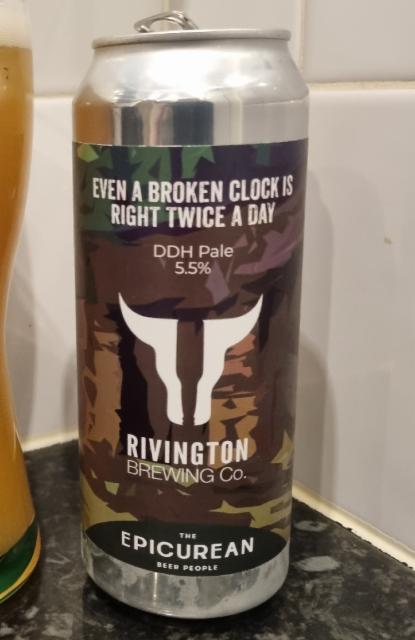 EVEN A BROKEN CLOCK IS
RIGHT TWICE A DAY
DDH Pale
5.5%
RIVINGTON
BREWING Co.
THE
EPICUREAN
BEER PEOPLE